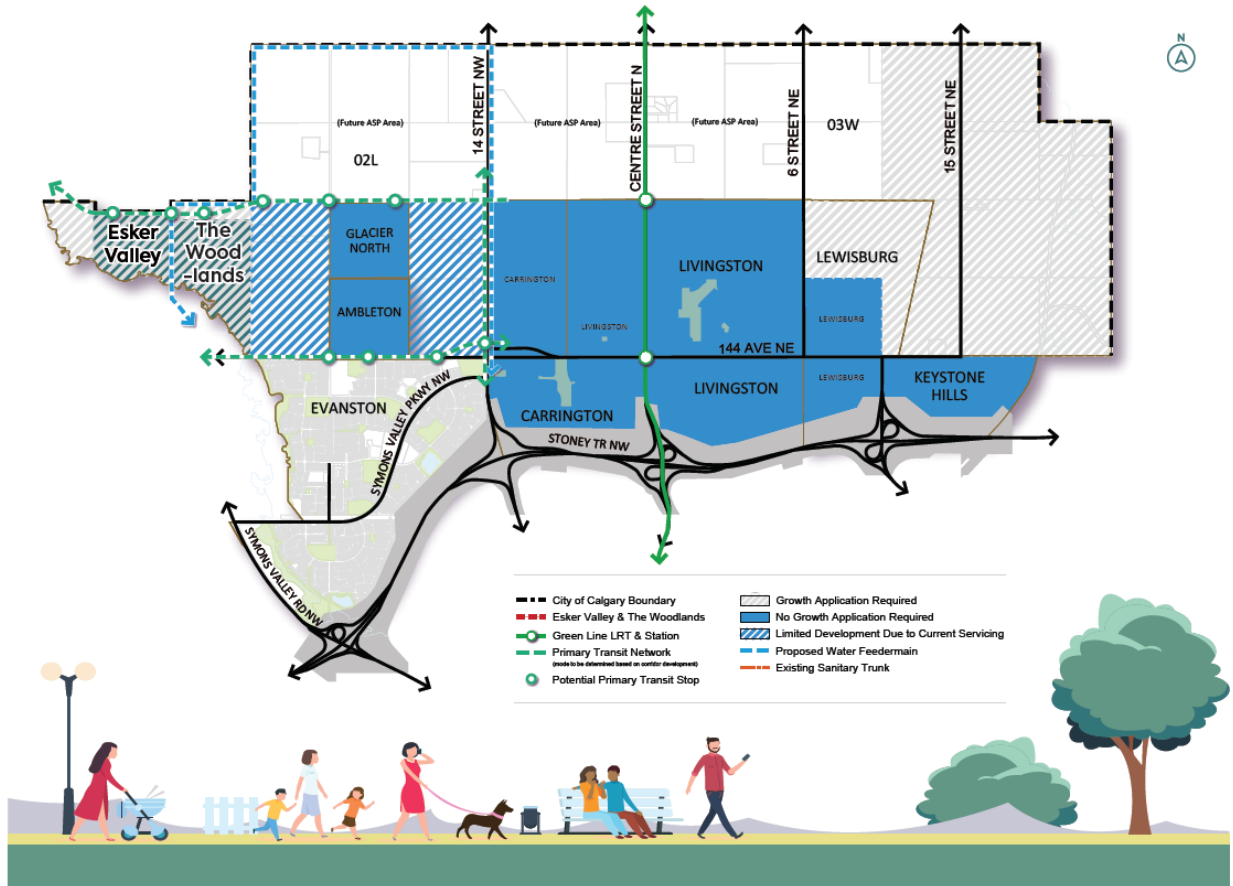 N
14 STREET NW
CENTRE STREET N
6 STREET NE
15 STREET NE
(Future ASP Area)
(Future ASP Area)
(Future ASP Area)
03W
02L
Esker
Valley
The
Wood
-lands
GLACIER
NORTH
AMBLETON
CARRINGTON
LIVINGSTON
LIVINGSTON
LEWISBURG
LEWISBURG
144 AVE NE
LIVINGSTON
LEWISBURG
KEYSTONE
HILLS
EVANSTON
SYMONS VALLEY PKWY NW
CARRINGTON
STONEY TR NW
SYMONS VALLEY RD NW
City of Calgary Boundary
Esker Valley & The Woodlands
Green Line LRT & Station
Primary Transit Network
(mode to be determined based on corridor development)
Potential Primary Transit Stop
Growth Application Required
No Growth Application Required
Limited Development Due to Current Servicing
Proposed Water Feedermain
Existing Sanitary Trunk